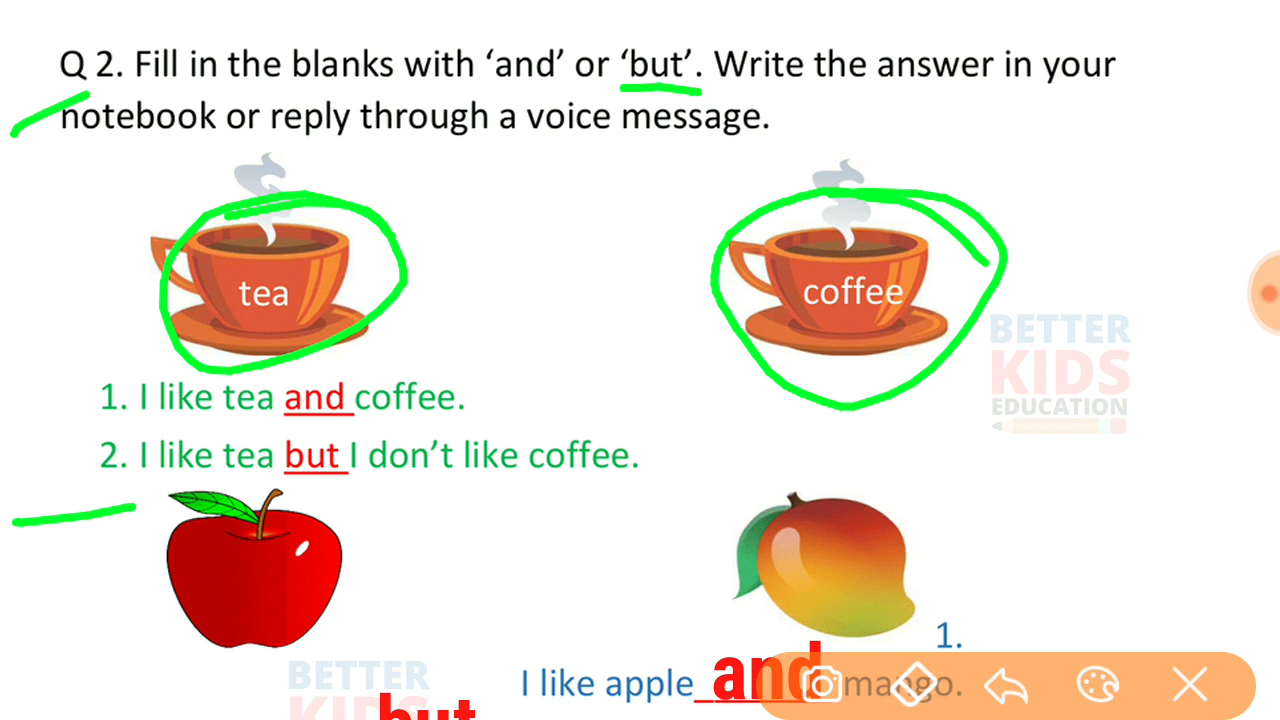 Q 2. Fill in the blanks with ‘and’ or ‘but’. Write the answer in your
notebook or reply through a voice message.
tea
coffee
BETTER
KIDS
EDUCATION
1. I like tea and coffee.
2. I like tea but I don’t like coffee.
1.
I like apple and mango.
BETTER
KIDS
but